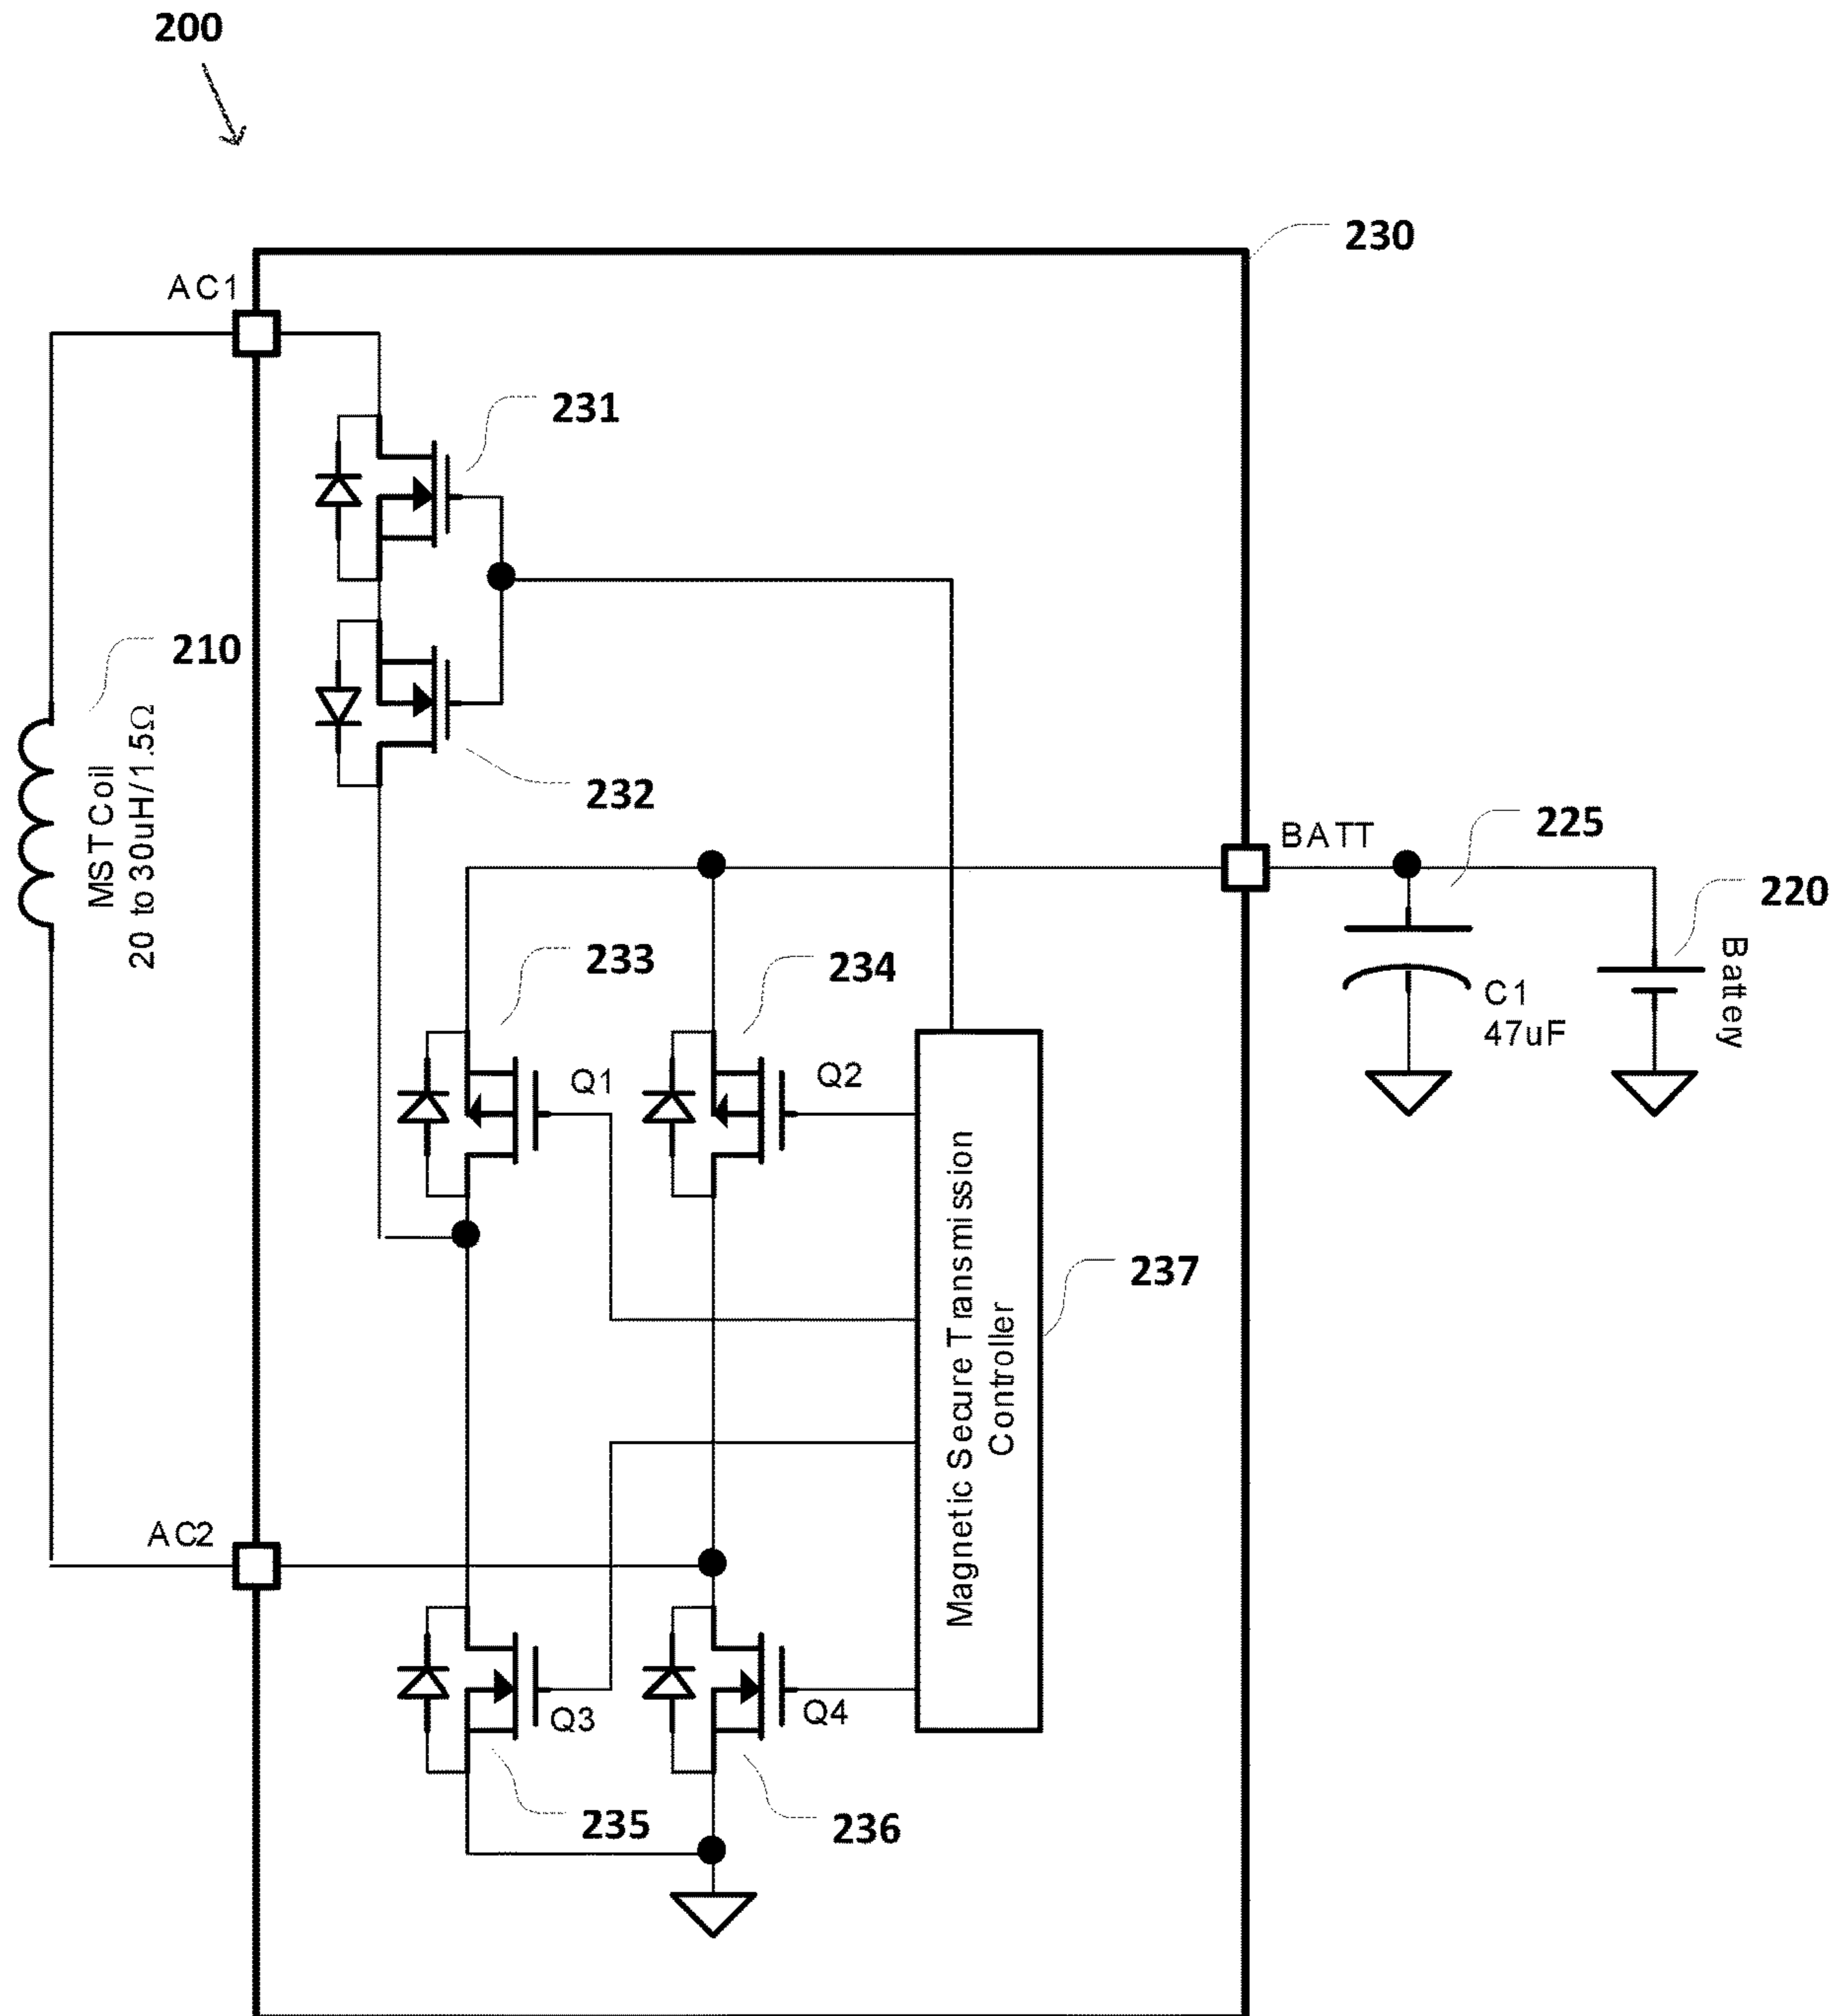 200
230
AC1
231
210
MST Coil
20 to 30uH/1.5Ω
232
BATT
225
220
Battery
C1
47uF
233
234
Q1
Q2
Magnetic Secure Transmission
Controller
237
AC2
Q3
Q4
235
236